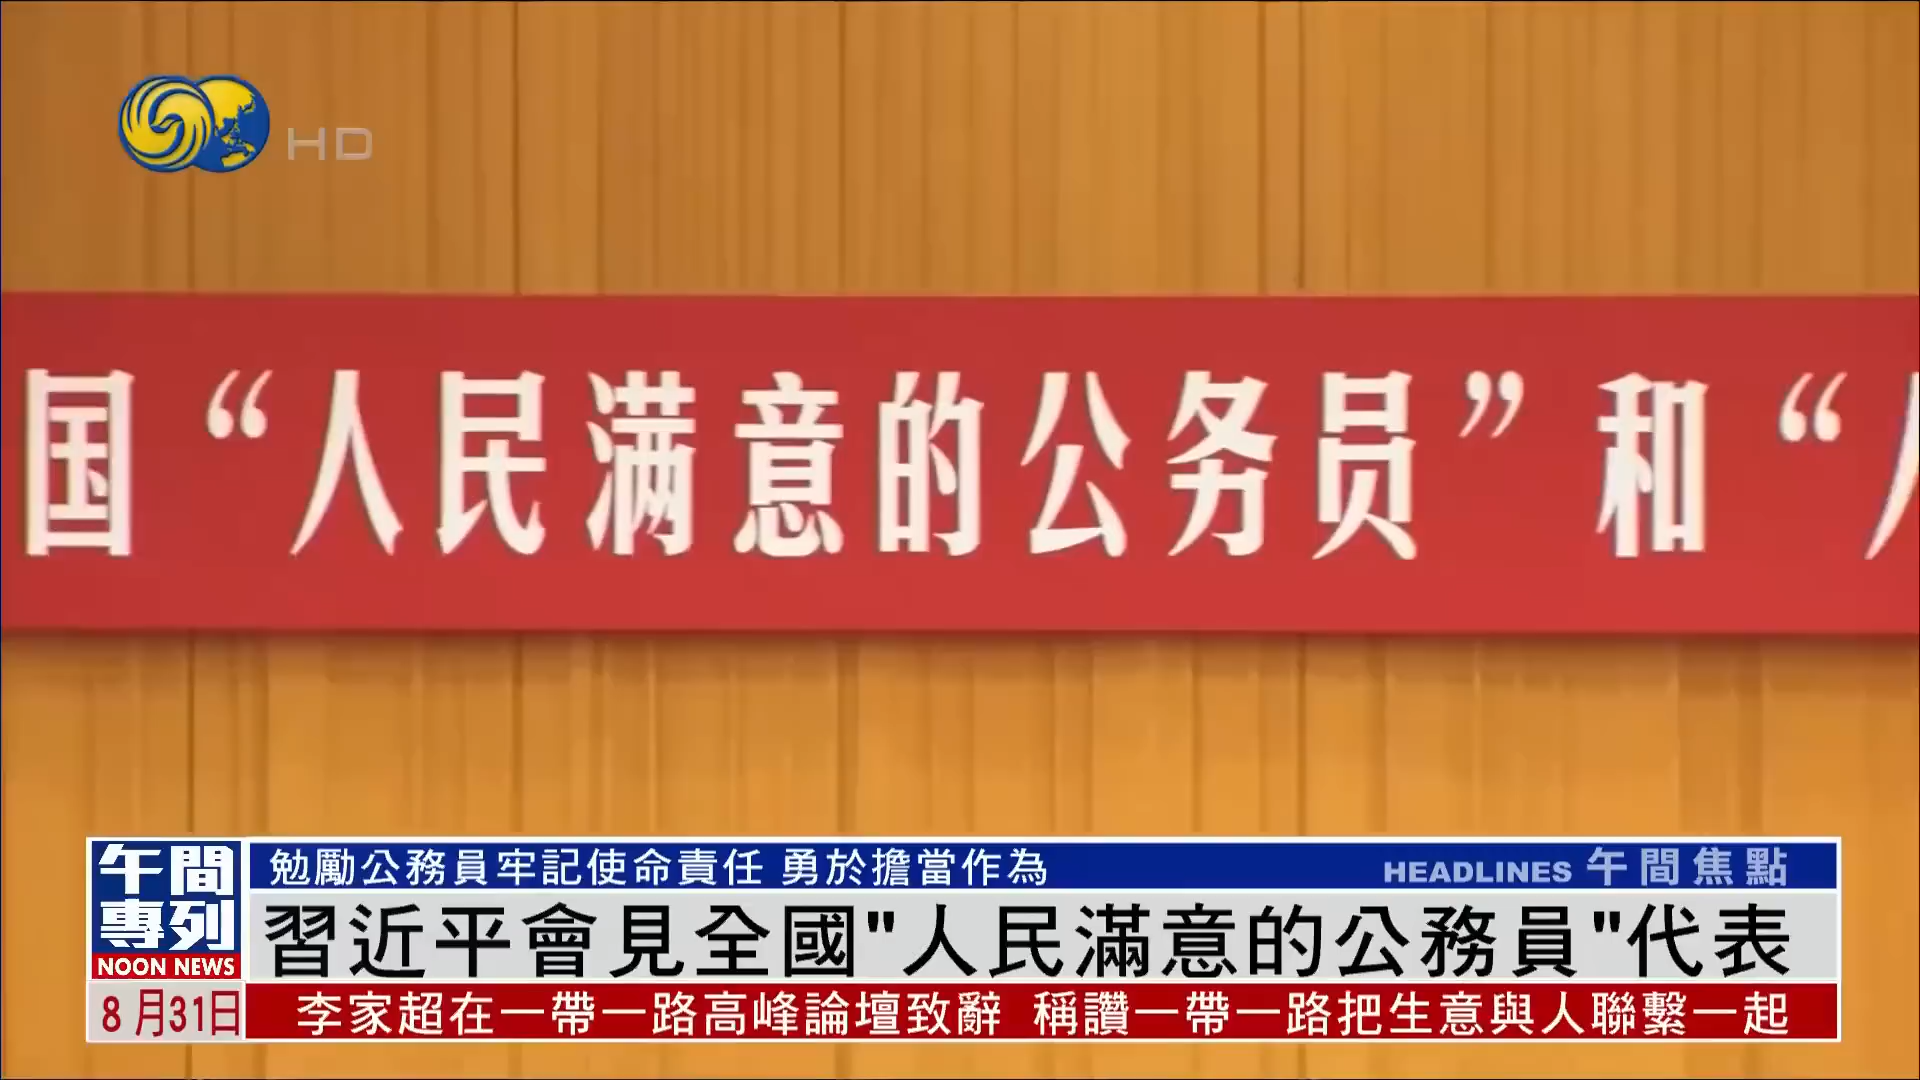 HD
国“人民满意的公务员”和“
午間專列
NOON NEWS
8月31日
勉勵公務員牢記使命責任 勇於擔當作為
HEADLINES 午間焦點
習近平會見全國"人民滿意的公務員"代表
李家超在一帶一路高峰論壇致辭 稱讚一帶一路把生意與人聯繫一起